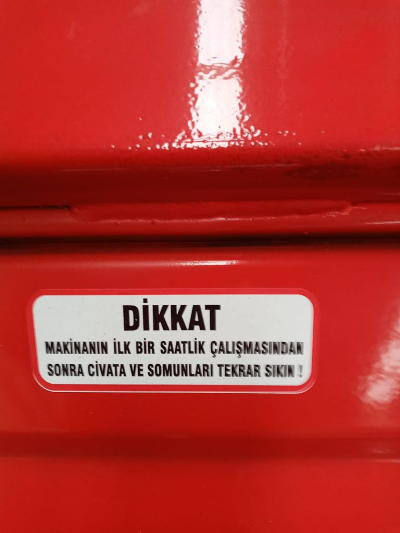 DİKKAT
MAKİNANIN İLK BİR SAATLİK ÇALIŞMASINDAN
SONRA CİVATA VE SOMUNLARI TEKRAR SIKIN !